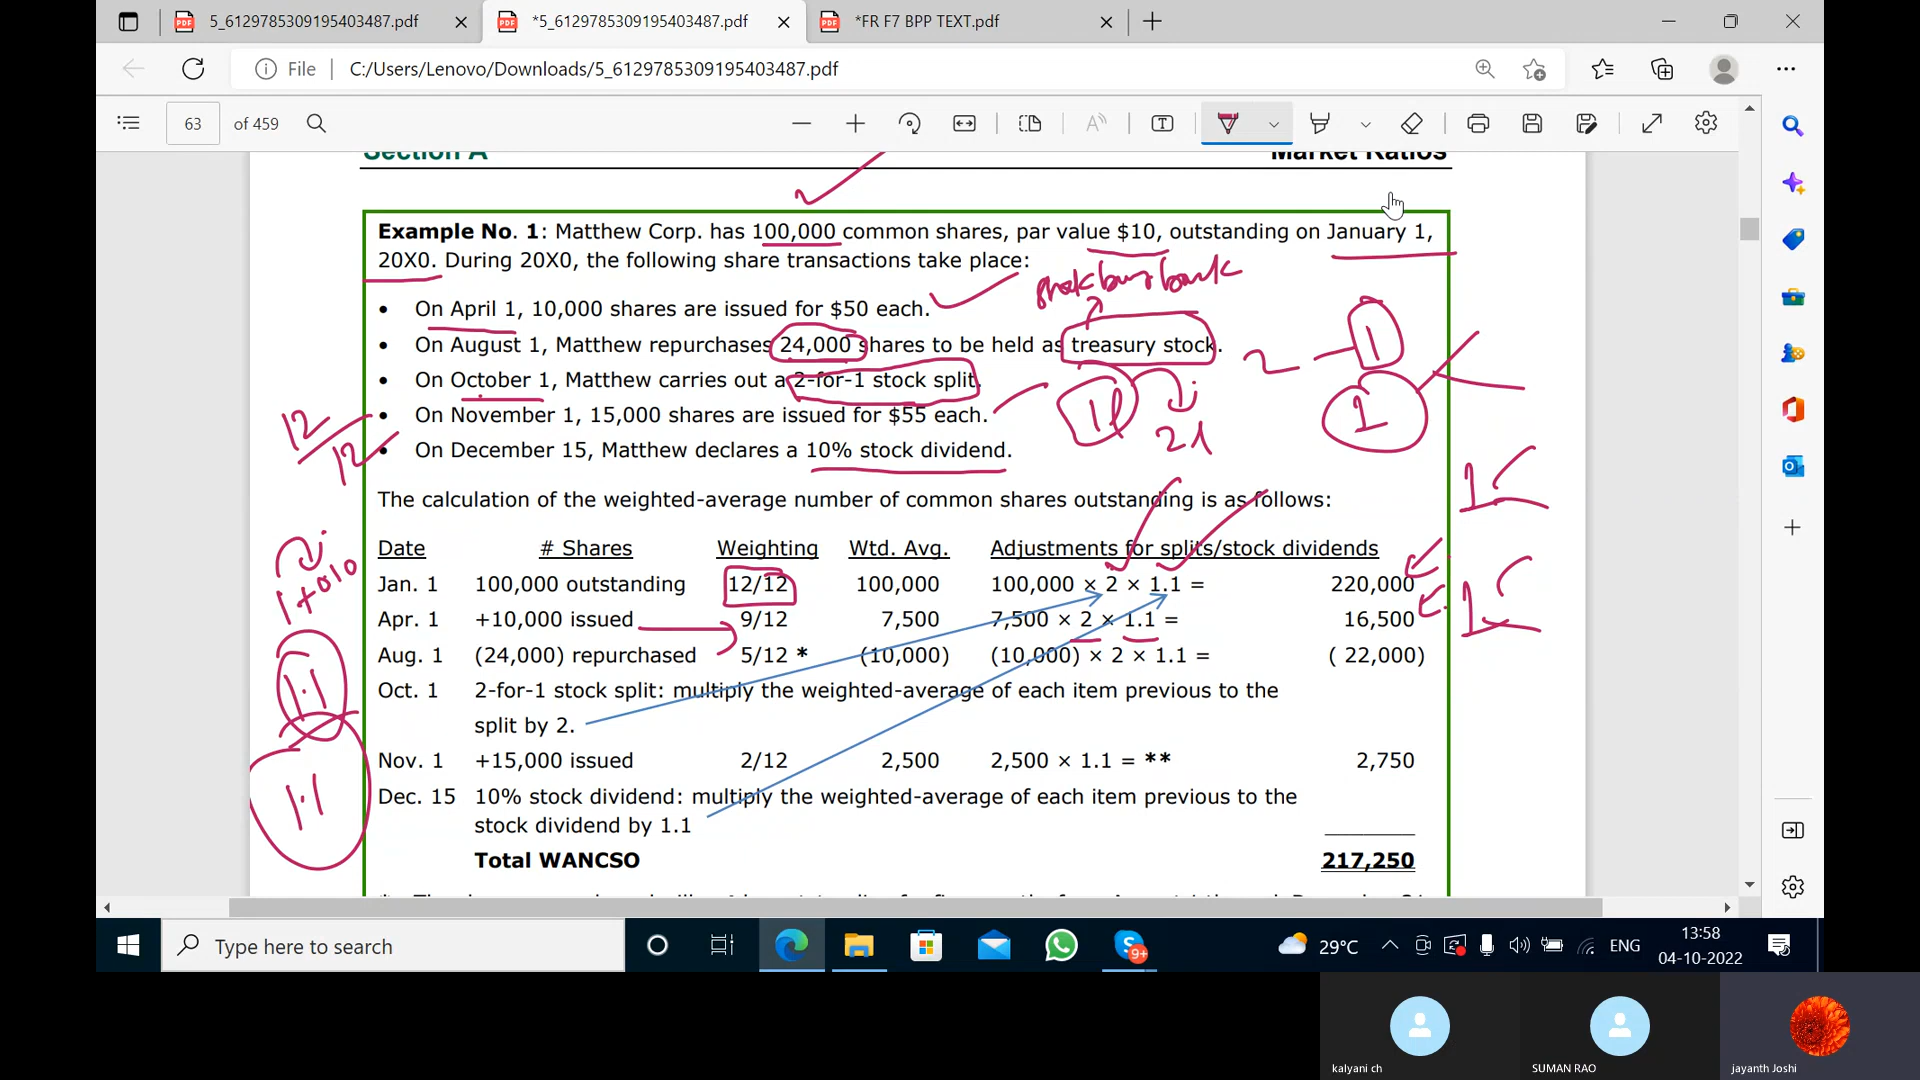 5_6129785309195403487.pdf
*5_6129785309195403487.pdf
*FR F7 BPP TEXT.pdf
File
C:/Users/Lenovo/Downloads/5_6129785309195403487.pdf
63 of 459
Section A Market Ratios
Example No. 1: Matthew Corp. has 100,000 common shares, par value $10, outstanding on January 1,
20X0. During 20X0, the following share transactions take place:
• On April 1, 10,000 shares are issued for $50 each.
• On August 1, Matthew repurchases 24,000 shares to be held as treasury stock.
• On October 1, Matthew carries out a 2-for-1 stock split.
• On November 1, 15,000 shares are issued for $55 each.
• On December 15, Matthew declares a 10% stock dividend.
12/12
1
1
The calculation of the weighted-average number of common shares outstanding is as follows:
Date # Shares Weighting Wtd. Avg. Adjustments for splits/stock dividends
Jan. 1 100,000 outstanding 12/12 100,000 100,000 × 2 × 1.1 = 220,000
Apr. 1 +10,000 issued 9/12 7,500 7,500 × 2 × 1.1 = 16,500
Aug. 1 (24,000) repurchased 5/12 * (10,000) (10,000) × 2 × 1.1 = ( 22,000)
Oct. 1 2-for-1 stock split: multiply the weighted-average of each item previous to the
split by 2.
Nov. 1 +15,000 issued 2/12 2,500 2,500 × 1.1 = ** 2,750
Dec. 15 10% stock dividend: multiply the weighted-average of each item previous to the
stock dividend by 1.1
Total WANCSO 217,250
1.1
1.1
Type here to search
9+
29°C
ENG
13:58
04-10-2022
kalyani ch
SUMAN RAO
jayanth Joshi